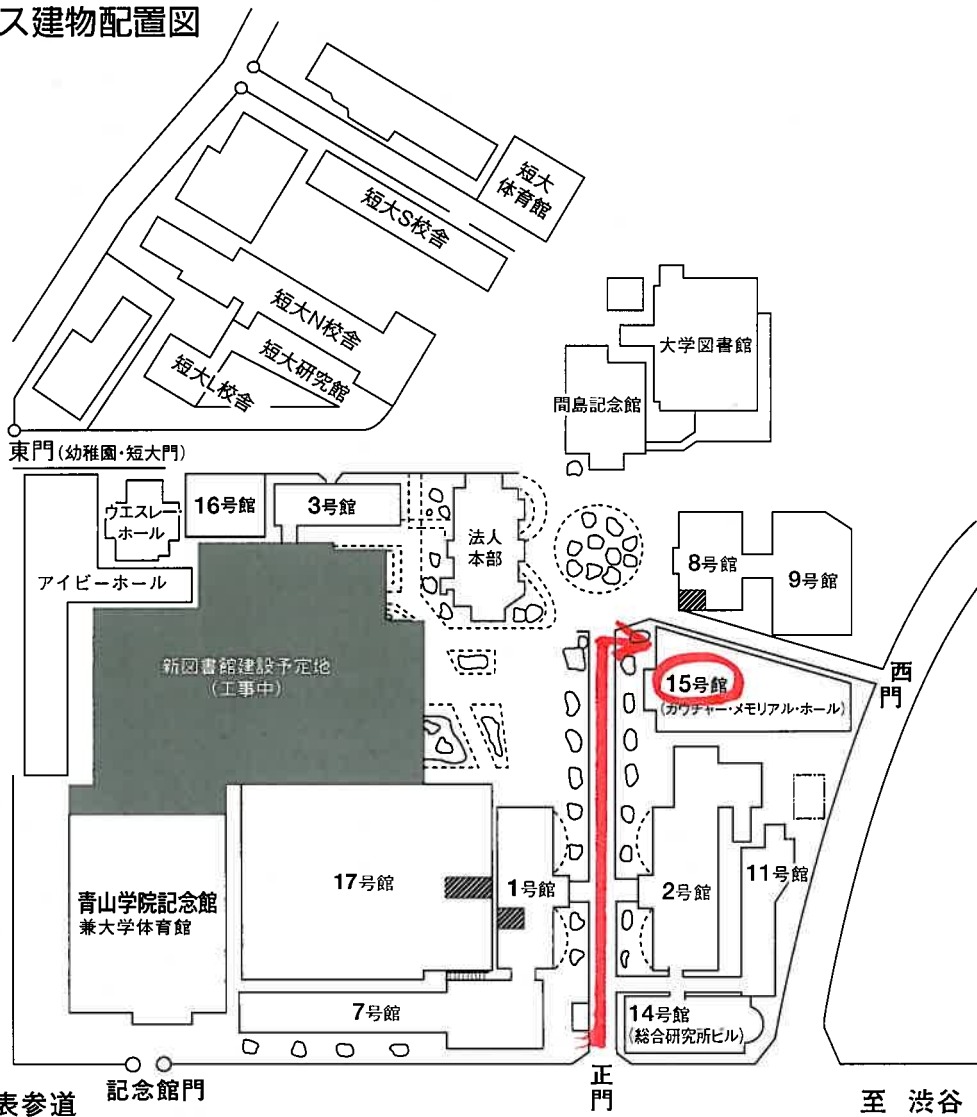 ス建物配置図
短大
体育館
短大S校舎
短大N校舎
短大研究館
短大L校舎
大学図書館
間島記念館
東門(幼稚園・短大門)
ウエスレー
ホール
16号館
3号館
法人
本部
8号館
9号館
アイビーホール
新図書館建設予定地
(工事中)
15号館
(ガウチャー・メモリアル・ホール)
西
門
17号館
1号館
2号館
11号館
青山学院記念館
兼大学体育館
7号館
14号館
(総合研究所ビル)
記念館門
正
門
表参道
至 渋谷